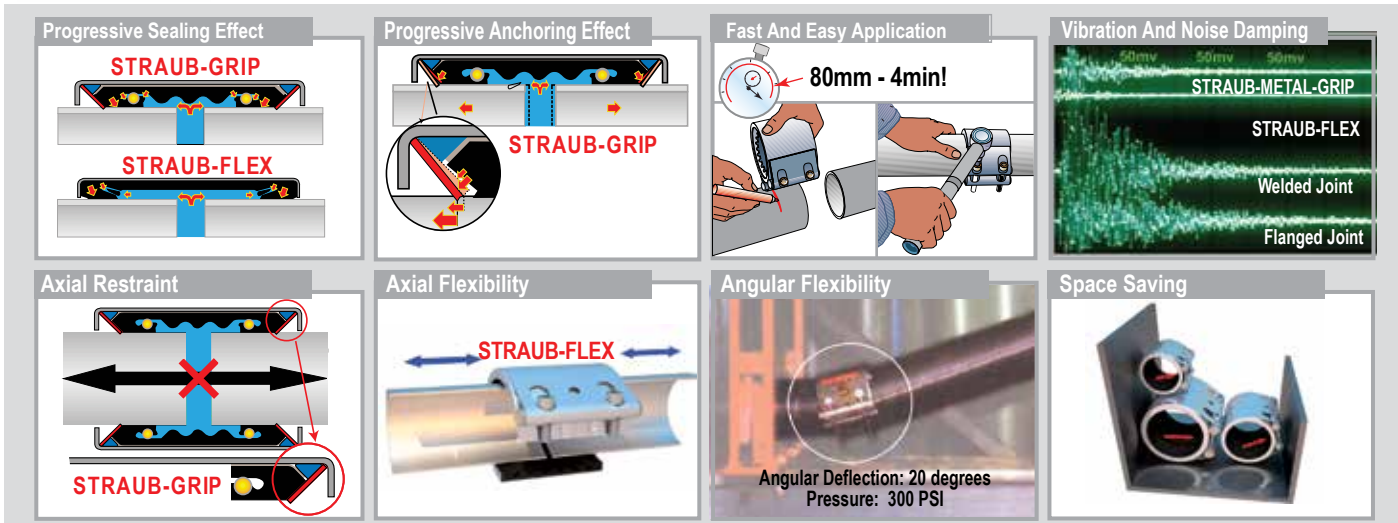 Progressive Sealing Effect
STRAUB-GRIP
STRAUB-FLEX
Progressive Anchoring Effect
STRAUB-GRIP
Fast And Easy Application
80mm - 4min!
Vibration And Noise Damping
50mv 50mv 50mv
STRAUB-METAL-GRIP
STRAUB-FLEX
Welded Joint
Flanged Joint
Axial Restraint
STRAUB-GRIP
Axial Flexibility
STRAUB-FLEX
Angular Flexibility
Angular Deflection: 20 degrees
Pressure: 300 PSI
Space Saving